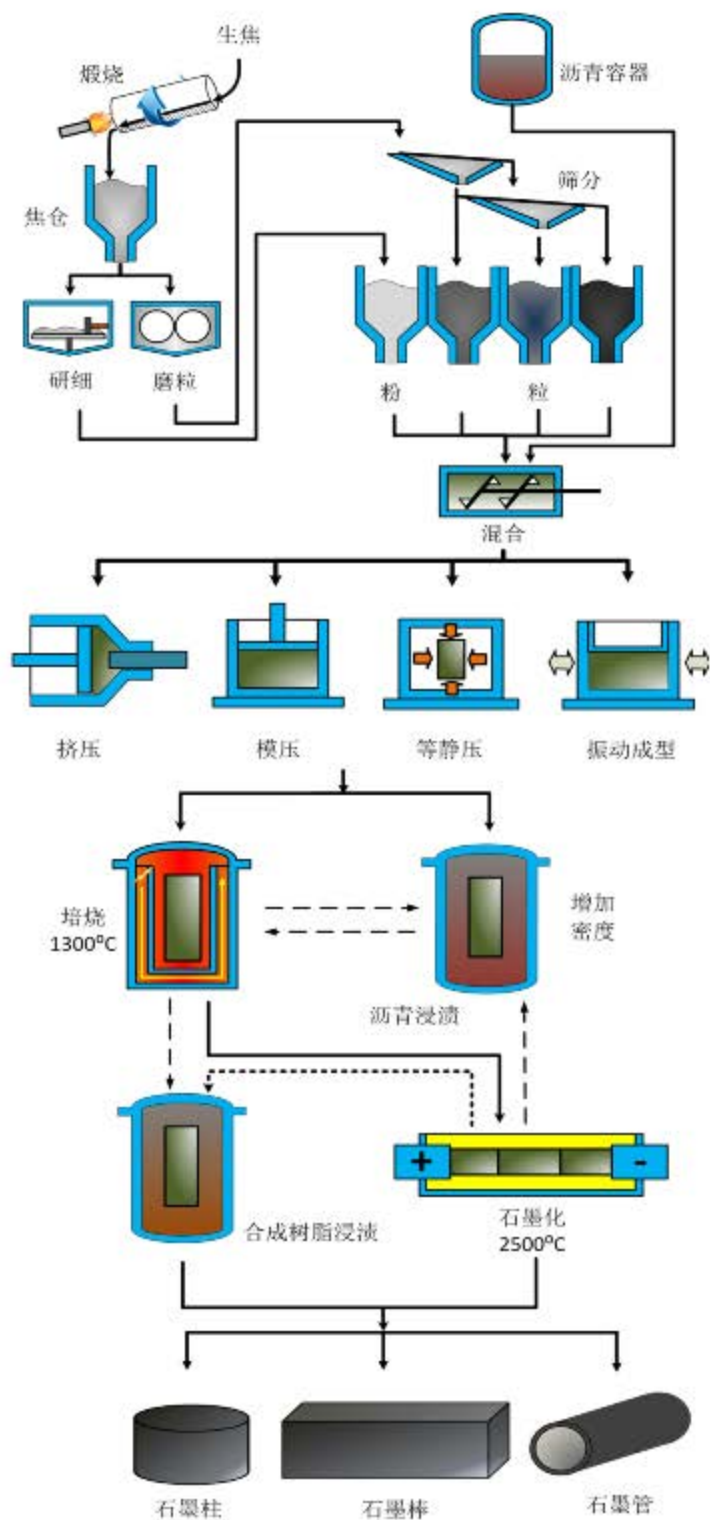 生焦
煅烧
沥青容器
筛分
焦仓
研细
磨粒
粉
粒
混合
挤压
模压
等静压
振动成型
培烧
1300⁰C
增加
密度
沥青浸渍
+
-
合成树脂浸渍
石墨化
2500⁰C
石墨柱
石墨棒
石墨管